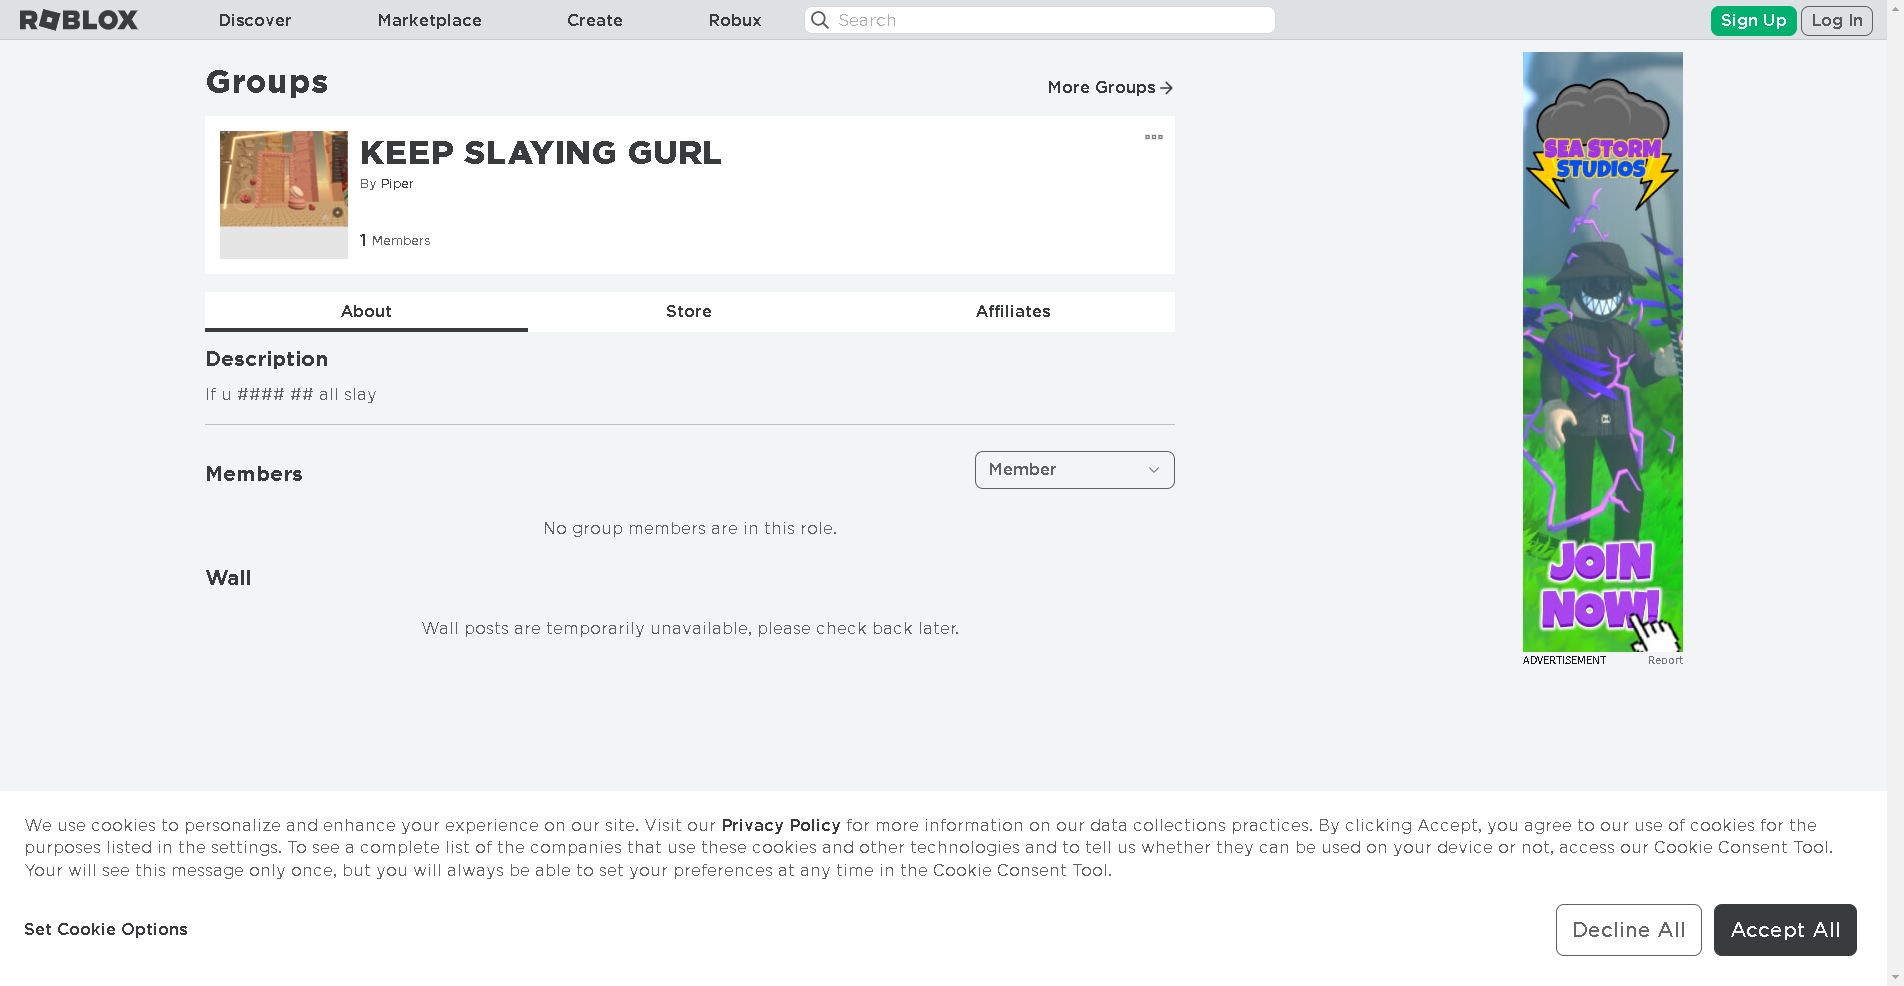 ROBLOX Discover Marketplace Create Robux Search Sign Up Log In
Groups
More Groups
KEEP SLAYING GURL
By Piper
1 Members
About Store Affiliates
Description
If u #### ## all slay
Members
Member
No group members are in this role.
Wall
Wall posts are temporarily unavailable, please check back later.
SEA STORM
STUDIOS
JOIN
NOW!
ADVERTISEMENT Report
We use cookies to personalize and enhance your experience on our site. Visit our Privacy Policy for more information on our data collections practices. By clicking Accept, you agree to our use of cookies for the
purposes listed in the settings. To see a complete list of the companies that use these cookies and other technologies and to tell us whether they can be used on your device or not, access our Cookie Consent Tool.
Your will see this message only once, but you will always be able to set your preferences at any time in the Cookie Consent Tool.
Set Cookie Options
Decline All
Accept All